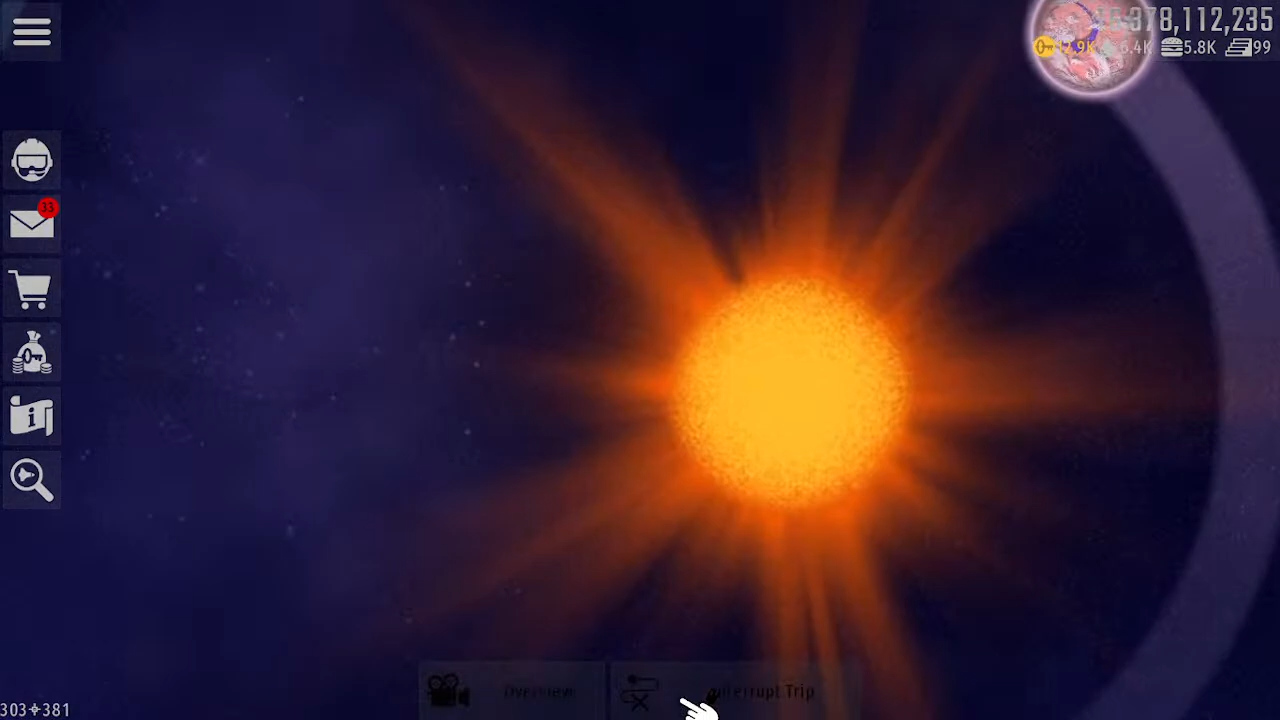 378,112,235
5.8K
99
33
Overview
Interrupt Trip
303⌖381